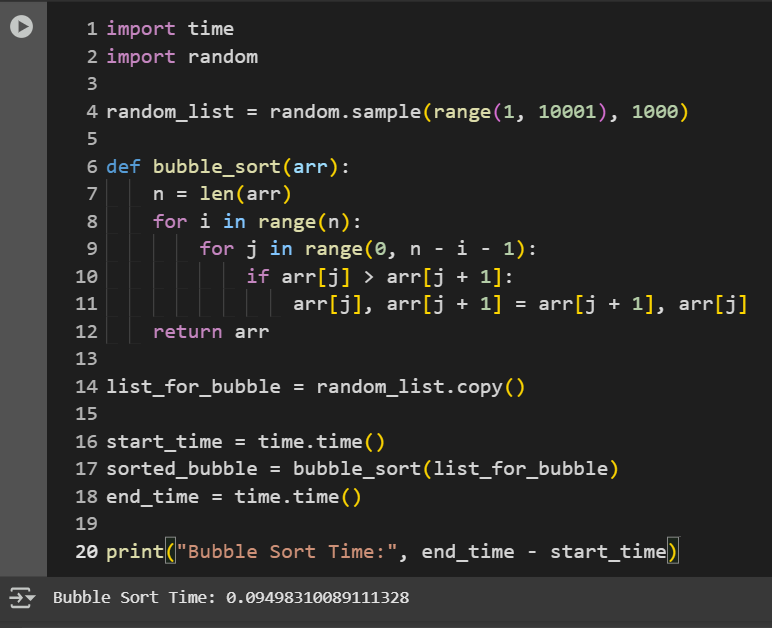 1 import time
2 import random
3
4 random_list = random.sample(range(1, 10001), 1000)
5
6 def bubble_sort(arr):
7     n = len(arr)
8     for i in range(n):
9         for j in range(0, n - i - 1):
10             if arr[j] > arr[j + 1]:
11                 arr[j], arr[j + 1] = arr[j + 1], arr[j]
12     return arr
13
14 list_for_bubble = random_list.copy()
15
16 start_time = time.time()
17 sorted_bubble = bubble_sort(list_for_bubble)
18 end_time = time.time()
19
20 print("Bubble Sort Time:", end_time - start_time)
Bubble Sort Time: 0.09498310089111328